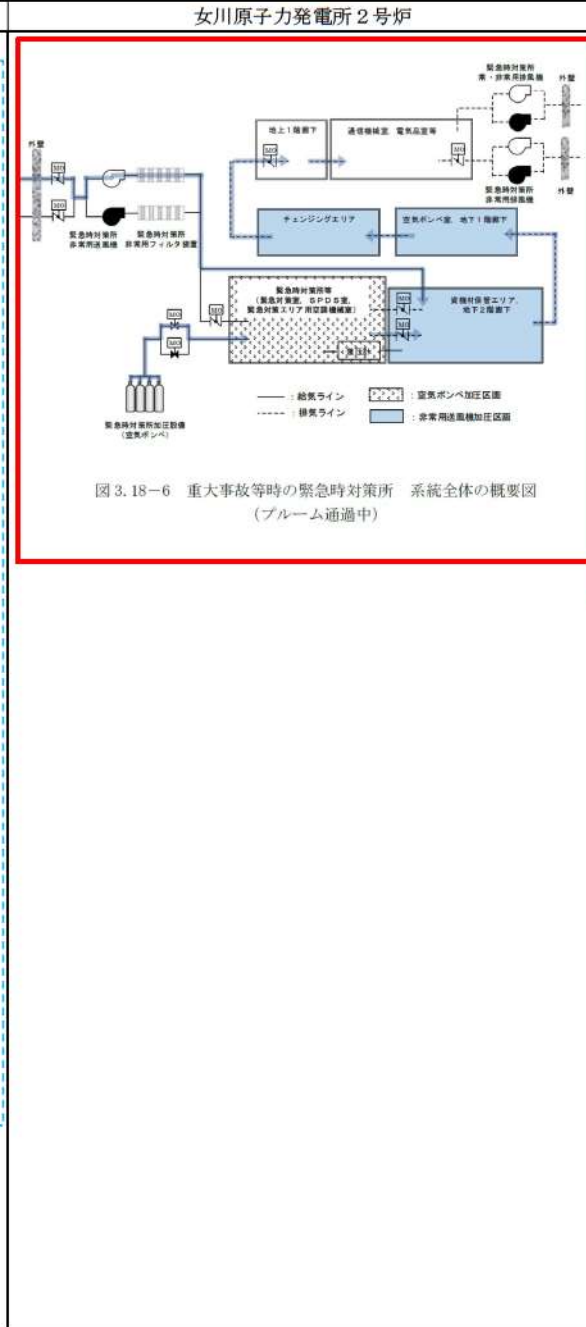 女川原子力発電所2号炉
緊急時対策所
常・非常用排風機
外壁
外壁
地上1階廊下
通信機械室,電気品室等
MO
MO
MO
MO
緊急時対策所
非常用送風機
緊急時対策所
非常用フィルタ装置
緊急時対策所
非常用排風機
外壁
チェンジングエリア
空気ボンベ室,地下1階廊下
緊急時対策所等
(緊急対策室,SPDS室,
緊急対策エリア用空調機械室)
資機材保管エリア,
地下2階廊下
MO
MO
MO
MO
MO
緊急時対策所加圧設備
(空気ボンベ)
:給気ライン
:空気ボンベ加圧区画
:排気ライン
:非常用送風機加圧区画
図3.18-6 重大事故等時の緊急時対策所 系統全体の概要図
(プルーム通過中)